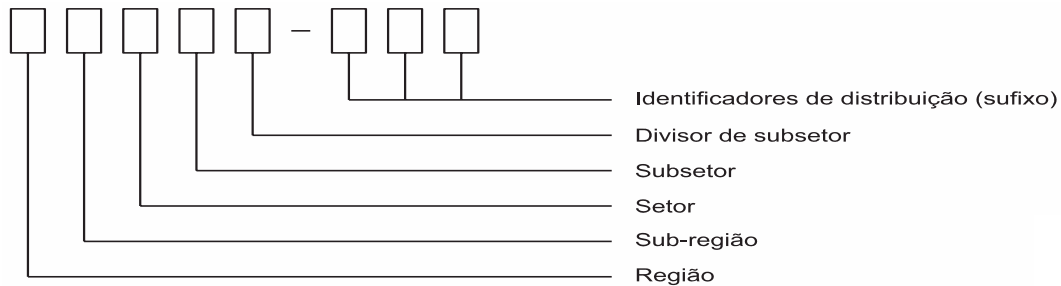 –
Identificadores de distribuição (sufixo)
Divisor de subsetor
Subsetor
Setor
Sub-região
Região